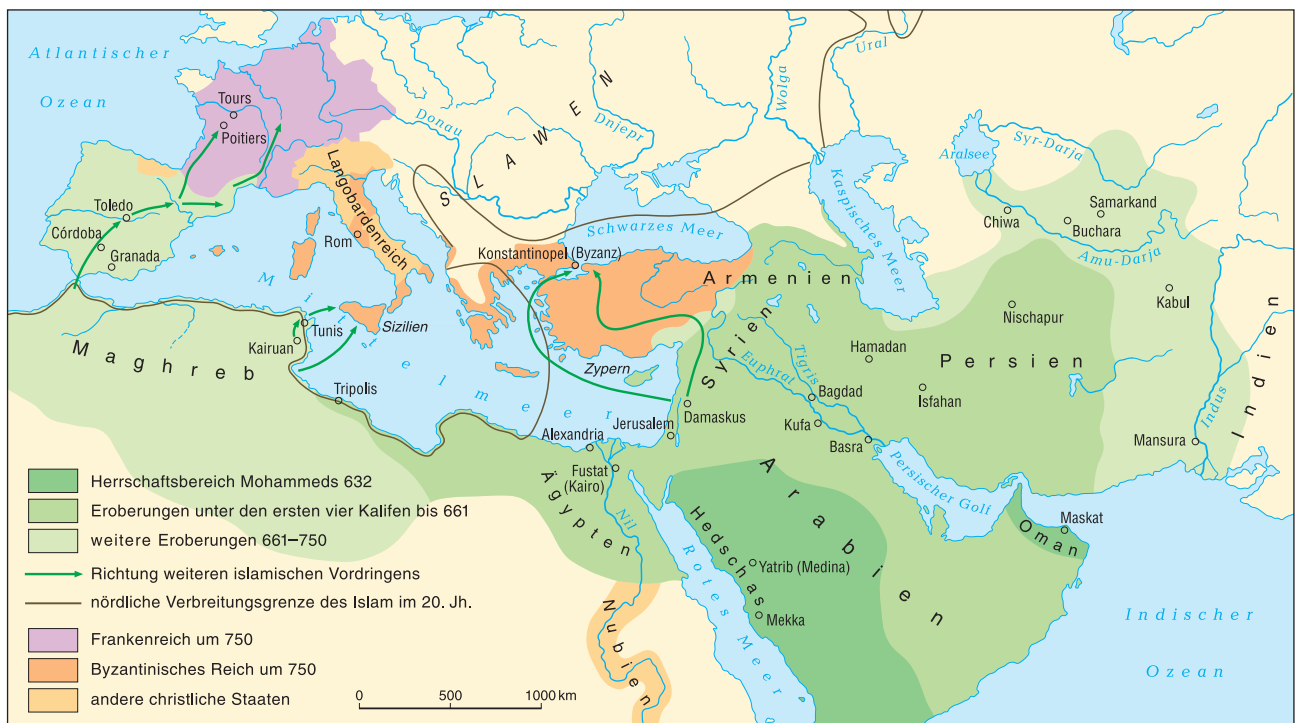 Atlantischer
Ozean
Tours
Poitiers
Toledo
Córdoba
Granada
Maghreb
Kairuan
Tunis
Tripolis
Mittelmeer
Sizilien
Rom
Langobardenreich
SLAWEN
Donau
Dnjepr
Wolga
Ural
Schwarzes Meer
Konstantinopel (Byzanz)
Zypern
Armenien
Syrien
Damaskus
Jerusalem
Alexandria
Fustat
(Kairo)
Ägypten
Nil
Nubien
Rotes Meer
Hedschas
Yatrib (Medina)
Mekka
Arabien
Oman
Maskat
Persischer Golf
Euphrat
Tigris
Bagdad
Kufa
Basra
Hamadan
Isfahan
Persien
Nischapur
Kaspisches Meer
Aralsee
Syr-Darja
Chiwa
Samarkand
Buchara
Amu-Darja
Kabul
Mansura
Indus
Indien
Indischer
Ozean
Herrschaftsbereich Mohammeds 632
Eroberungen unter den ersten vier Kalifen bis 661
weitere Eroberungen 661–750
Richtung weiteren islamischen Vordringens
nördliche Verbreitungsgrenze des Islam im 20. Jh.
Frankenreich um 750
Byzantinisches Reich um 750
andere christliche Staaten
0 500 1000 km